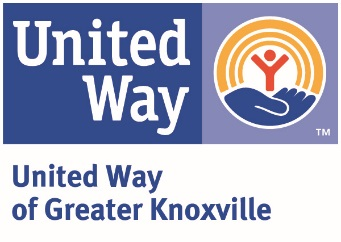 United
Way
TM
United Way
of Greater Knoxville